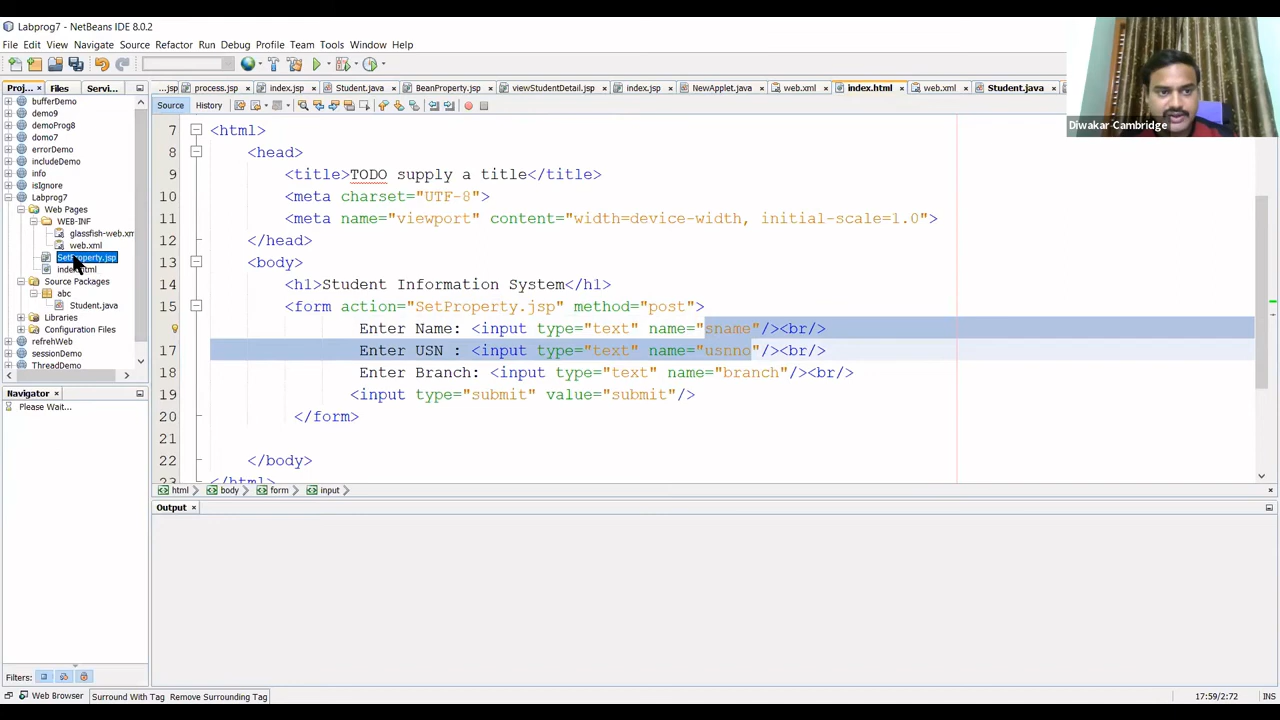 Labprog7 - NetBeans IDE 8.0.2
File Edit View Navigate Source Refactor Run Debug Profile Team Tools Window Help
Proj... Files Servi...
...jsp process.jsp index.jsp Student.java BeanProperty.jsp viewStudentDetail.jsp index.jsp NewApplet.java web.xml index.html web.xml Student.java
Source History
Diwakar Cambridge
bufferDemo
demo9
demoProg8
domo7
errorDemo
includeDemo
info
isIgnore
Labprog7
Web Pages
WEB-INF
glassfish-web.xm
web.xml
SetProperty.jsp
index.html
Source Packages
abc
Student.java
Libraries
Configuration Files
refrehWeb
sessionDemo
ThreadDemo
7 <html>
8 <head>
9 <title>TODO supply a title</title>
10 <meta charset="UTF-8">
11 <meta name="viewport" content="width=device-width, initial-scale=1.0">
12 </head>
13 <body>
14 <h1>Student Information System</h1>
15 <form action="SetProperty.jsp" method="post">
Enter Name: <input type="text" name="sname"/><br/>
17 Enter USN : <input type="text" name="usnno"/><br/>
18 Enter Branch: <input type="text" name="branch"/><br/>
19 <input type="submit" value="submit"/>
20 </form>
21
22 </body>
23 </html>
html body form input
Navigator
Please Wait...
Output
Filters:
Web Browser Surround With Tag Remove Surrounding Tag
17:59/2:72 INS